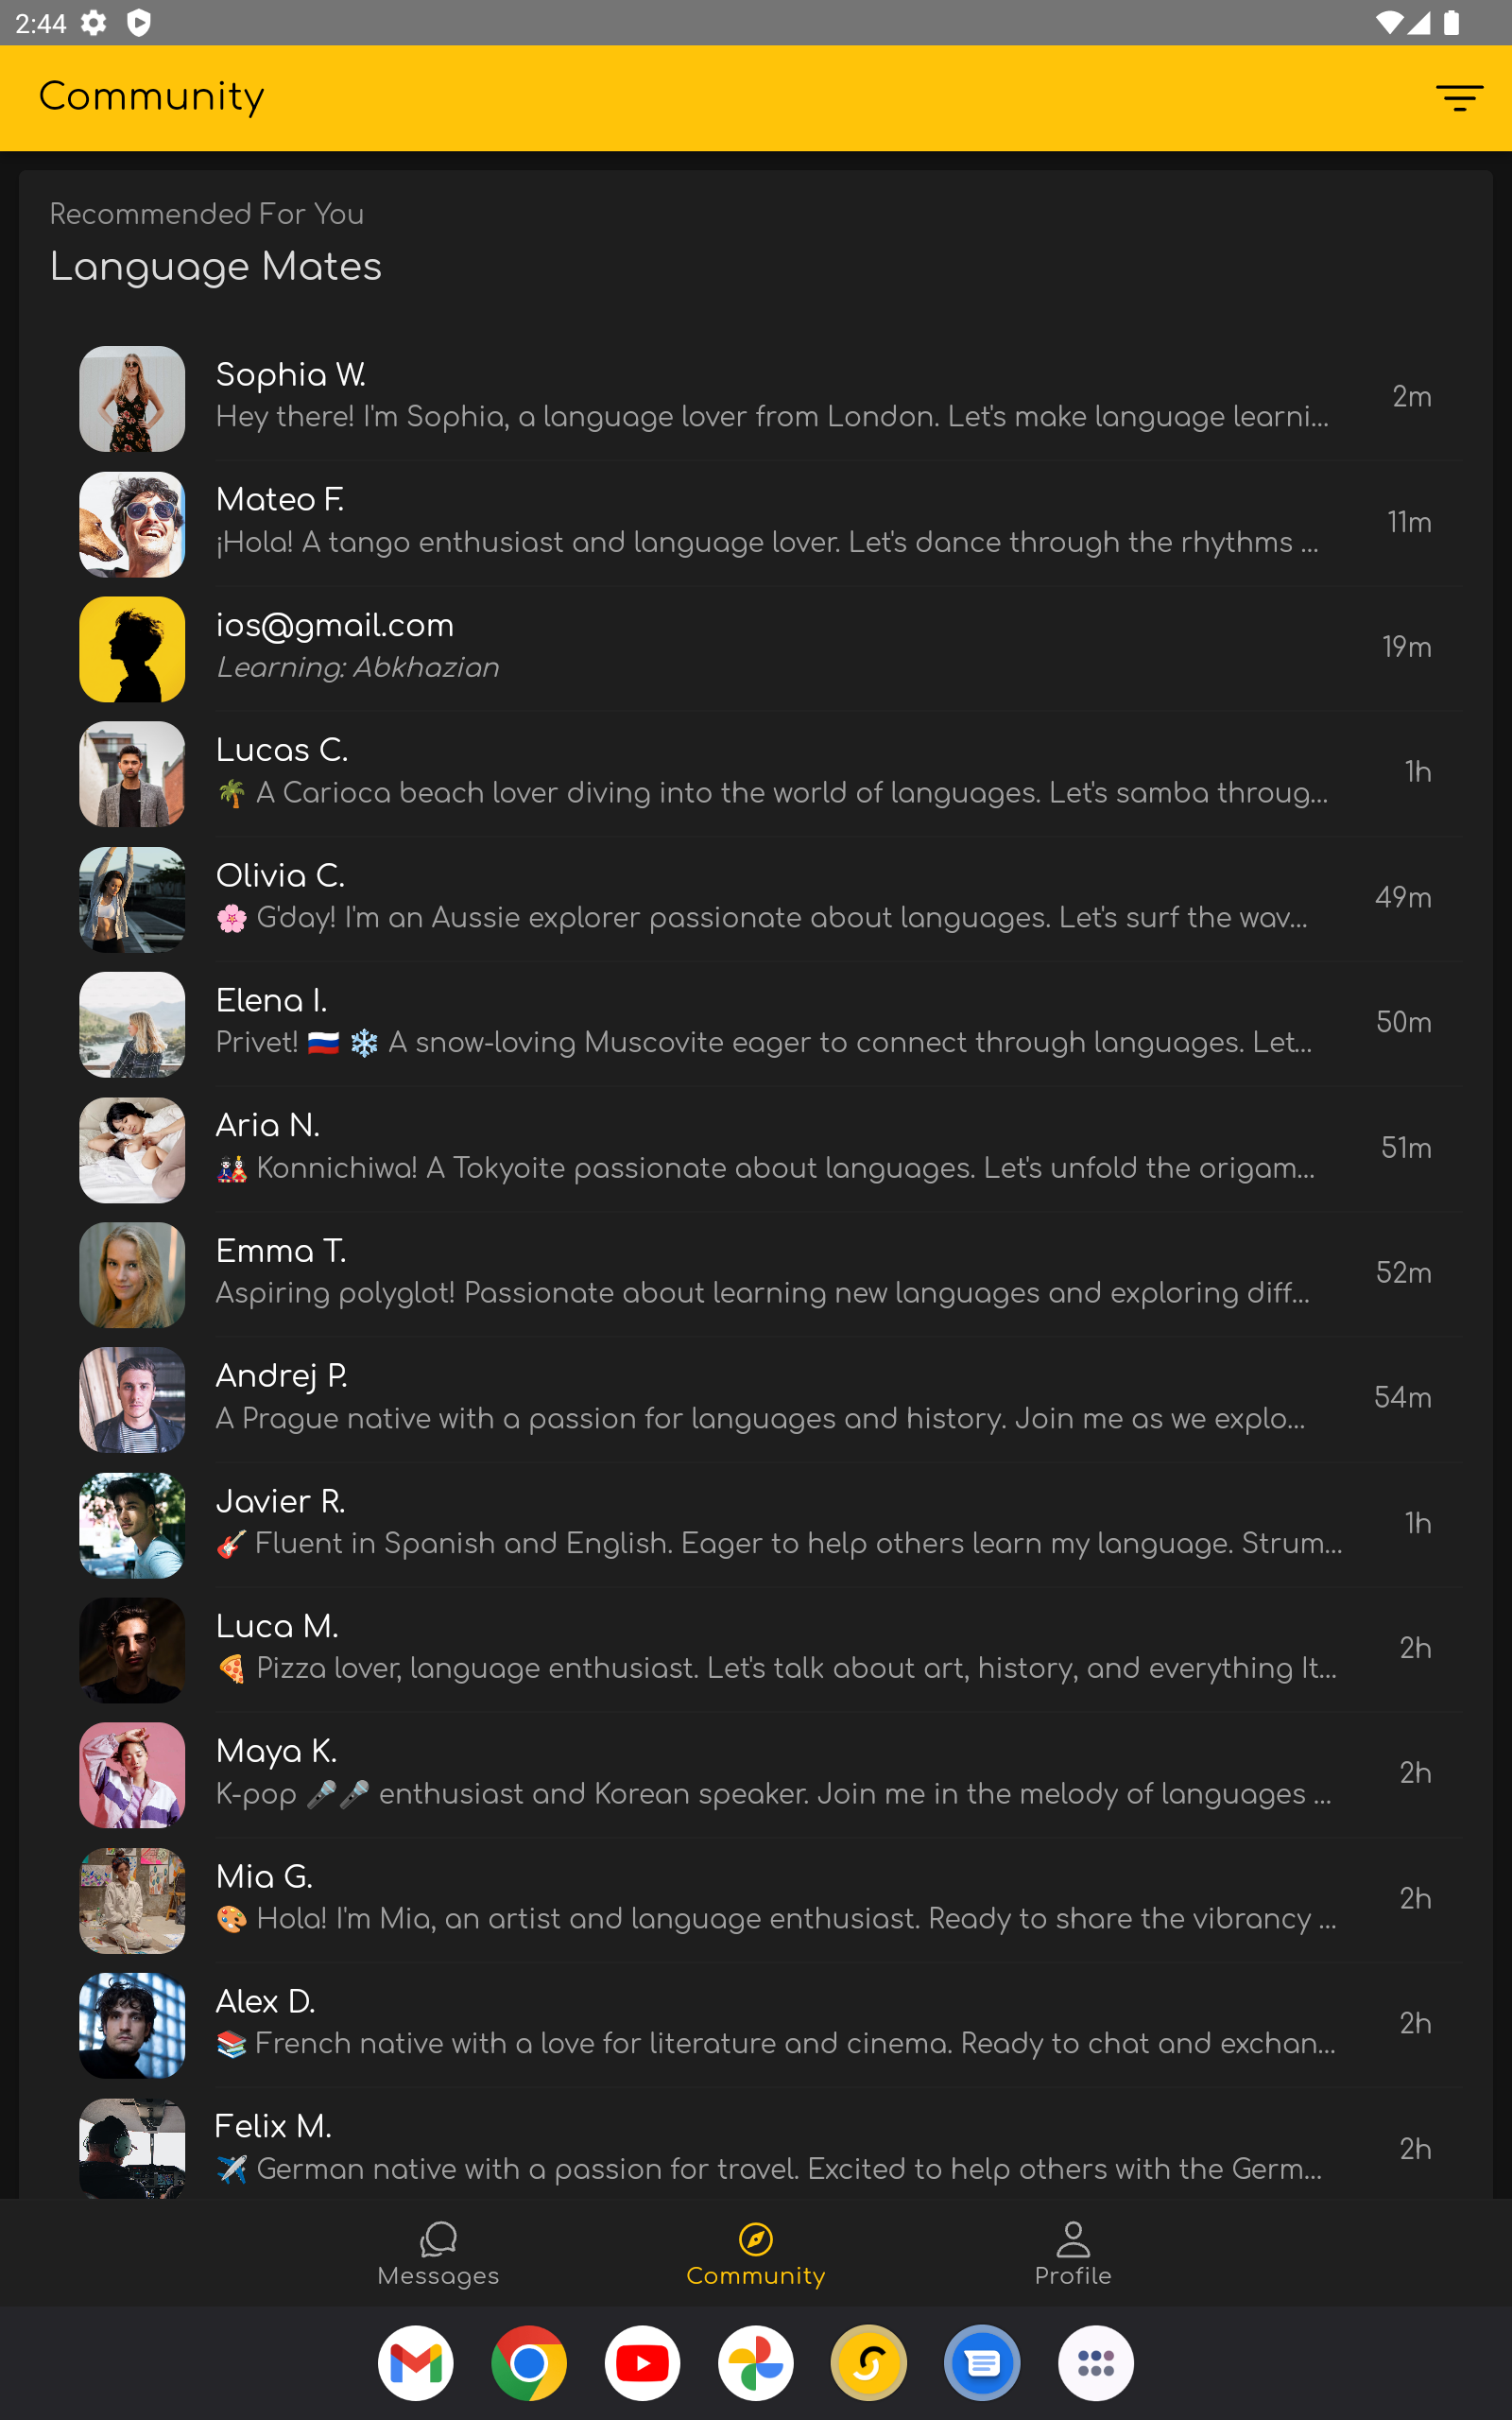 2:44
Community
Recommended For You
Language Mates
Sophia W.
Hey there! I'm Sophia, a language lover from London. Let's make language learni...
2m
Mateo F.
¡Hola! A tango enthusiast and language lover. Let's dance through the rhythms ...
11m
ios@gmail.com
Learning: Abkhazian
19m
Lucas C.
🌴 A Carioca beach lover diving into the world of languages. Let's samba throug...
1h
Olivia C.
🌸 G'day! I'm an Aussie explorer passionate about languages. Let's surf the wav...
49m
Elena I.
Privet! 🇷🇺 ❄️ A snow-loving Muscovite eager to connect through languages. Let...
50m
Aria N.
🎎 Konnichiwa! A Tokyoite passionate about languages. Let's unfold the origam...
51m
Emma T.
Aspiring polyglot! Passionate about learning new languages and exploring diff...
52m
Andrej P.
A Prague native with a passion for languages and history. Join me as we explo...
54m
Javier R.
🎸 Fluent in Spanish and English. Eager to help others learn my language. Strum...
1h
Luca M.
🍕 Pizza lover, language enthusiast. Let's talk about art, history, and everything It...
2h
Maya K.
K-pop 🎤🎤 enthusiast and Korean speaker. Join me in the melody of languages ...
2h
Mia G.
🎨 Hola! I'm Mia, an artist and language enthusiast. Ready to share the vibrancy ...
2h
Alex D.
📚 French native with a love for literature and cinema. Ready to chat and exchan...
2h
Felix M.
✈️ German native with a passion for travel. Excited to help others with the Germ...
2h
Messages
Community
Profile